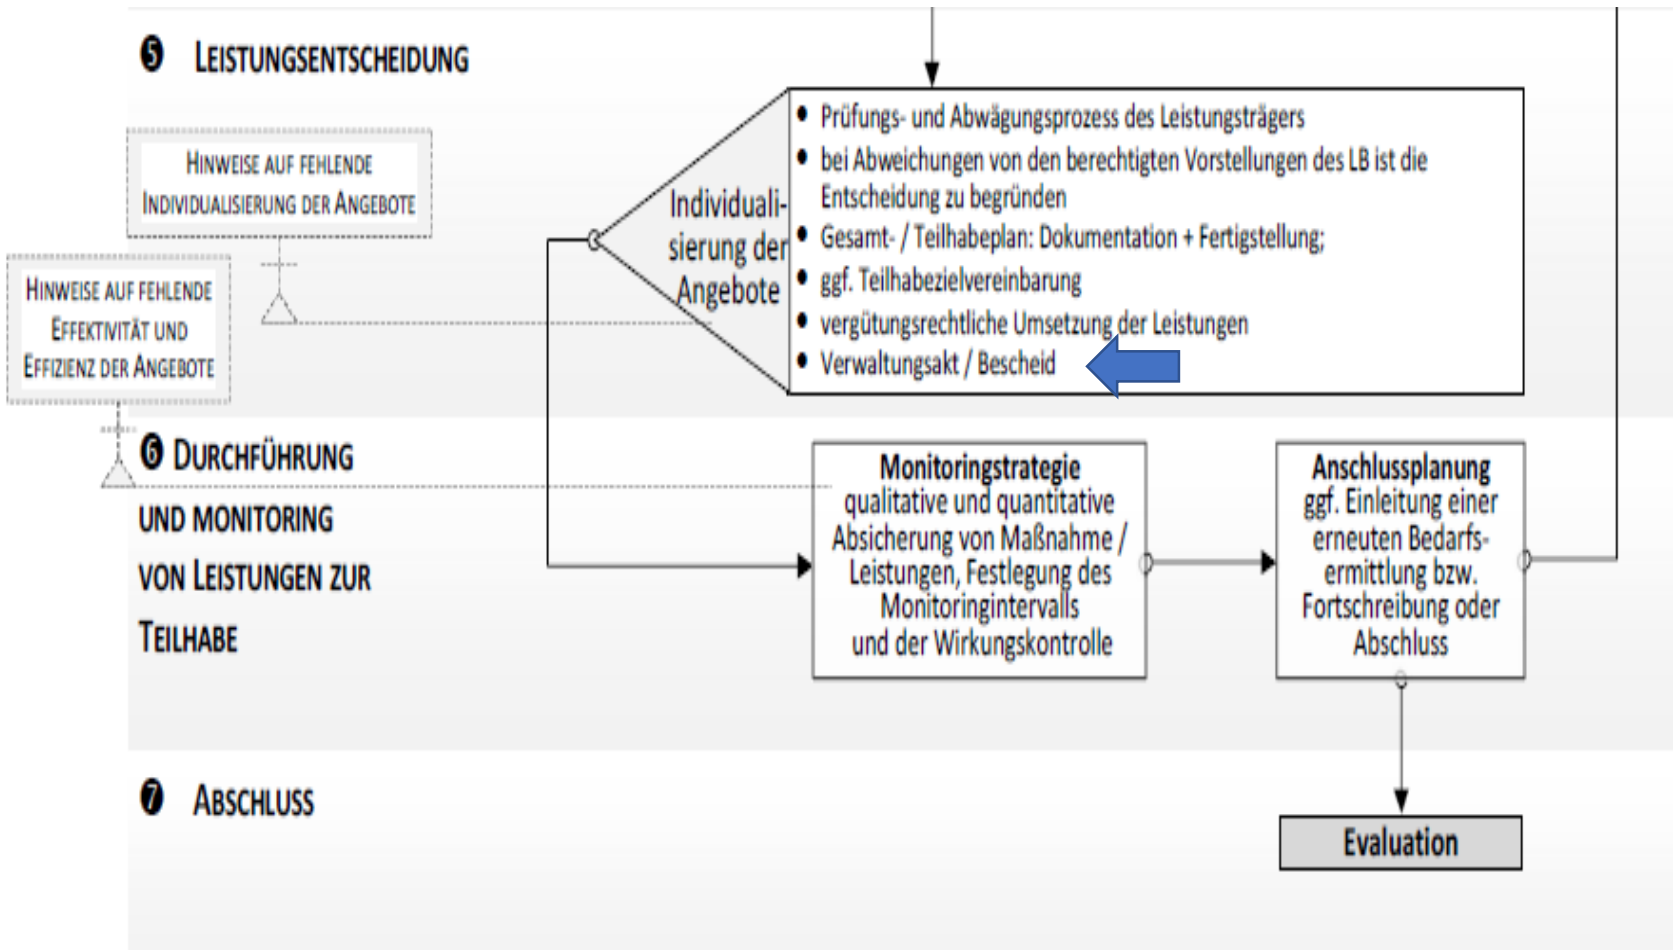 ❺ LEISTUNGSENTSCHEIDUNG
HINWEISE AUF FEHLENDE
INDIVIDUALISIERUNG DER ANGEBOTE
HINWEISE AUF FEHLENDE
EFFEKTIVITÄT UND
EFFIZIENZ DER ANGEBOTE
Individuali-
sierung der
Angebote
• Prüfungs- und Abwägungsprozess des Leistungsträgers
• bei Abweichungen von den berechtigten Vorstellungen des LB ist die
Entscheidung zu begründen
• Gesamt- / Teilhabeplan: Dokumentation + Fertigstellung;
• ggf. Teilhabezielvereinbarung
• vergütungsrechtliche Umsetzung der Leistungen
• Verwaltungsakt / Bescheid
❻ DURCHFÜHRUNG
UND MONITORING
VON LEISTUNGEN ZUR
TEILHABE
Monitoringstrategie
qualitative und quantitative
Absicherung von Maßnahme /
Leistungen, Festlegung des
Monitoringintervalls
und der Wirkungskontrolle
Anschlussplanung
ggf. Einleitung einer
erneuten Bedarfs-
ermittlung bzw.
Fortschreibung oder
Abschluss
❼ ABSCHLUSS
Evaluation